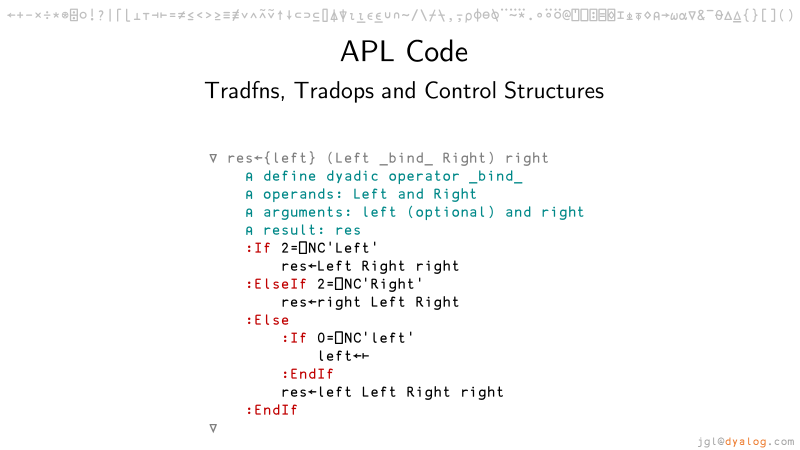 APL Code
Tradfns, Tradops and Control Structures
∇ res←{left} (Left _bind_ Right) right
⍝ define dyadic operator _bind_
⍝ operands: Left and Right
⍝ arguments: left (optional) and right
⍝ result: res
:If 2=⎕NC'Left'
res←Left Right right
:ElseIf 2=⎕NC'Right'
res←right Left Right
:Else
:If 0=⎕NC'left'
left←⊢
:EndIf
res←left Left Right right
:EndIf
∇
jgl@dyalog.com